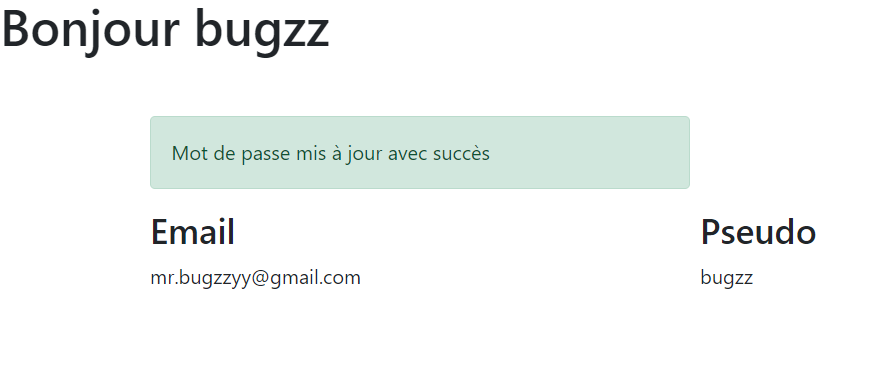 Bonjour bugzz
Mot de passe mis à jour avec succès
Email
mr.bugzzyy@gmail.com
Pseudo
bugzz